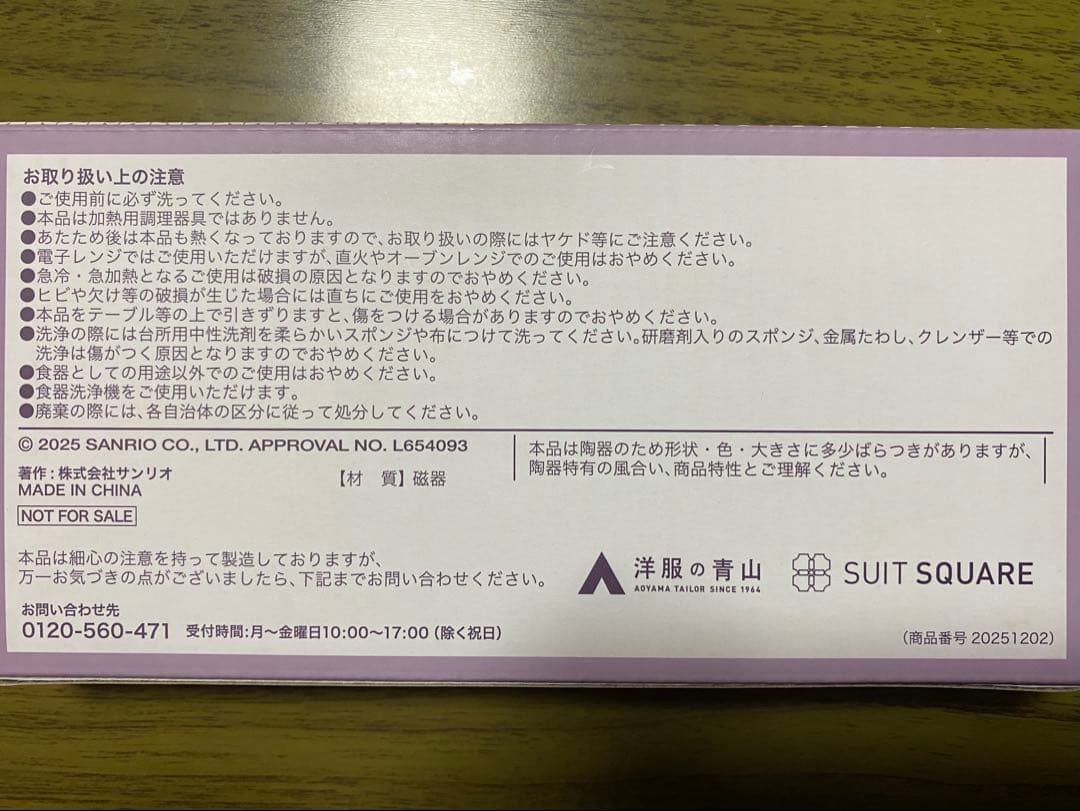 お取り扱い上の注意
●ご使用前に必ず洗ってください。
●本品は加熱用調理器具ではありません。
●あたため後は本品も熱くなっておりますので、お取り扱いの際にはヤケド等にご注意ください。
●電子レンジではご使用いただけますが、直火やオーブンレンジでのご使用はおやめください。
●急冷・急加熱となるご使用は破損の原因となりますのでおやめください。
●ヒビや欠け等の破損が生じた場合には直ちにご使用をおやめください。
●本品をテーブル等の上で引きずりますと、傷をつける場合がありますのでおやめください。
●洗浄の際には台所用中性洗剤を柔らかいスポンジや布につけて洗ってください。研磨剤入りのスポンジ、金属たわし、クレンザー等での
洗浄は傷がつく原因となりますのでおやめください。
●食器としての用途以外でのご使用はおやめください。
●食器洗浄機をご使用いただけます。
●廃棄の際には、各自治体の区分に従って処分してください。
© 2025 SANRIO CO., LTD. APPROVAL NO. L654093
著作:株式会社サンリオ
MADE IN CHINA
【材 質】磁器
NOT FOR SALE
本品は陶器のため形状・色・大きさに多少ばらつきがありますが、
陶器特有の風合い、商品特性とご理解ください。
本品は細心の注意を持って製造しておりますが、
万一お気づきの点がございましたら、下記までお問い合わせください。
お問い合わせ先
0120-560-471 受付時間:月~金曜日10:00~17:00(除く祝日)
洋服の青山
AOYAMA TAILOR SINCE 1964
SUIT SQUARE
(商品番号 20251202)